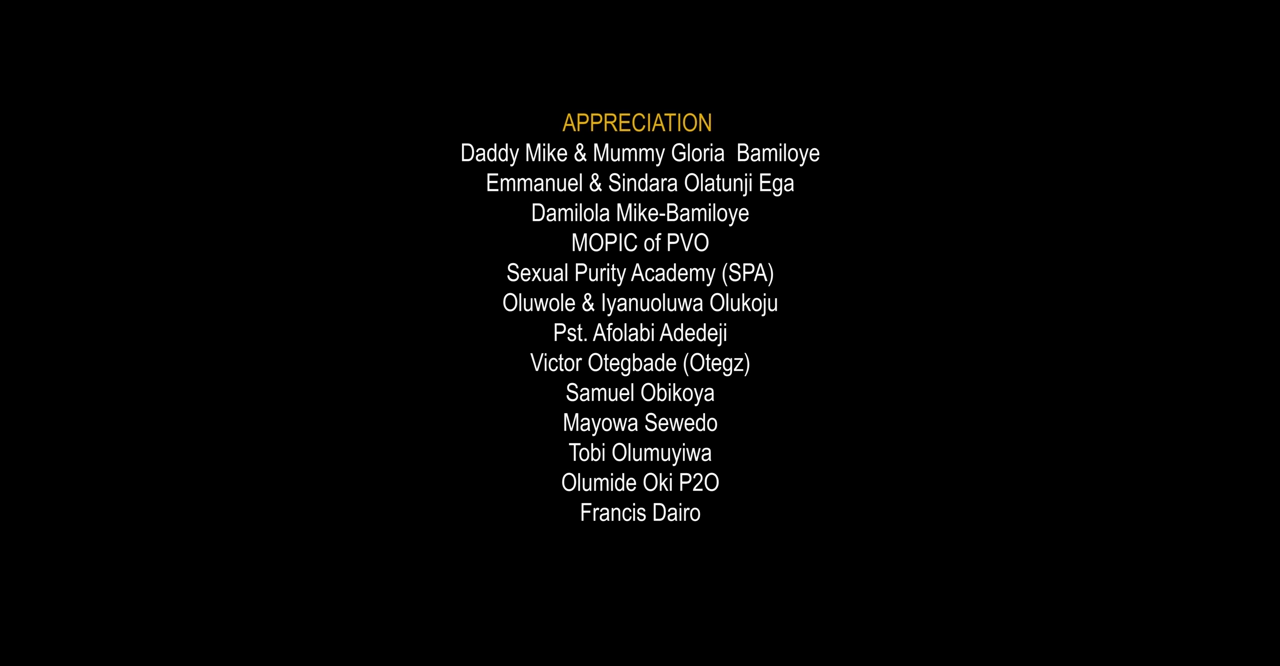 APPRECIATION
Daddy Mike & Mummy Gloria  Bamiloye
Emmanuel & Sindara Olatunji Ega
Damilola Mike-Bamiloye
MOPIC of PVO
Sexual Purity Academy (SPA)
Oluwole & Iyanuoluwa Olukoju
Pst. Afolabi Adedeji
Victor Otegbade (Otegz)
Samuel Obikoya
Mayowa Sewedo
Tobi Olumuyiwa
Olumide Oki P2O
Francis Dairo